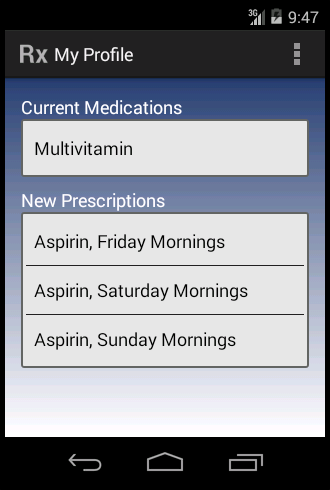 3G 9:47
Rx My Profile
Current Medications
Multivitamin
New Prescriptions
Aspirin, Friday Mornings
Aspirin, Saturday Mornings
Aspirin, Sunday Mornings